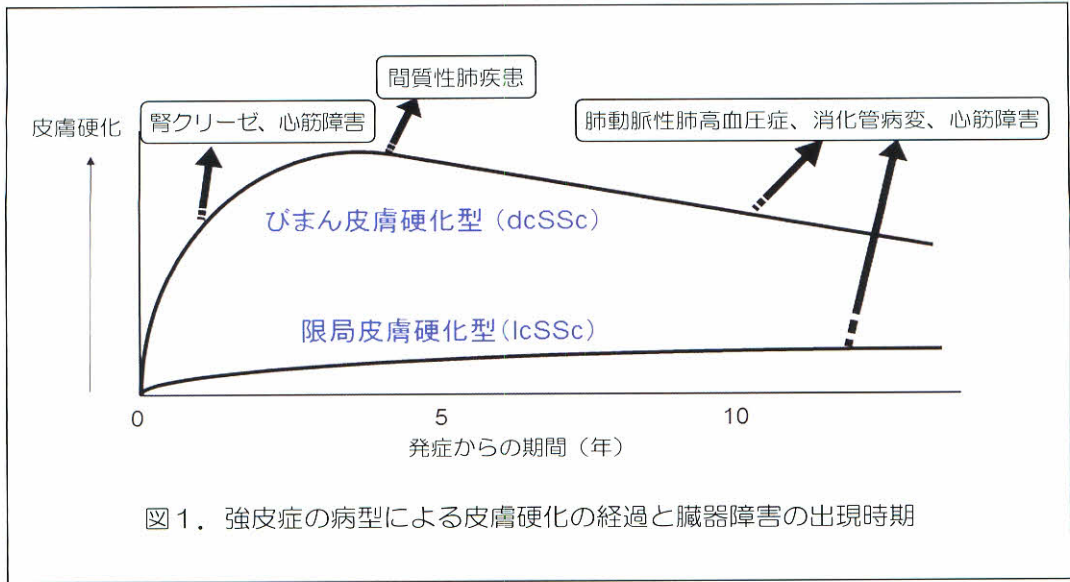 間質性肺疾患
腎クリーゼ、心筋障害
肺動脈性肺高血圧症、消化管病変、心筋障害
皮膚硬化
びまん皮膚硬化型（dcSSc）
限局皮膚硬化型(lcSSc)
0 5 10
発症からの期間（年）
図１．強皮症の病型による皮膚硬化の経過と臓器障害の出現時期